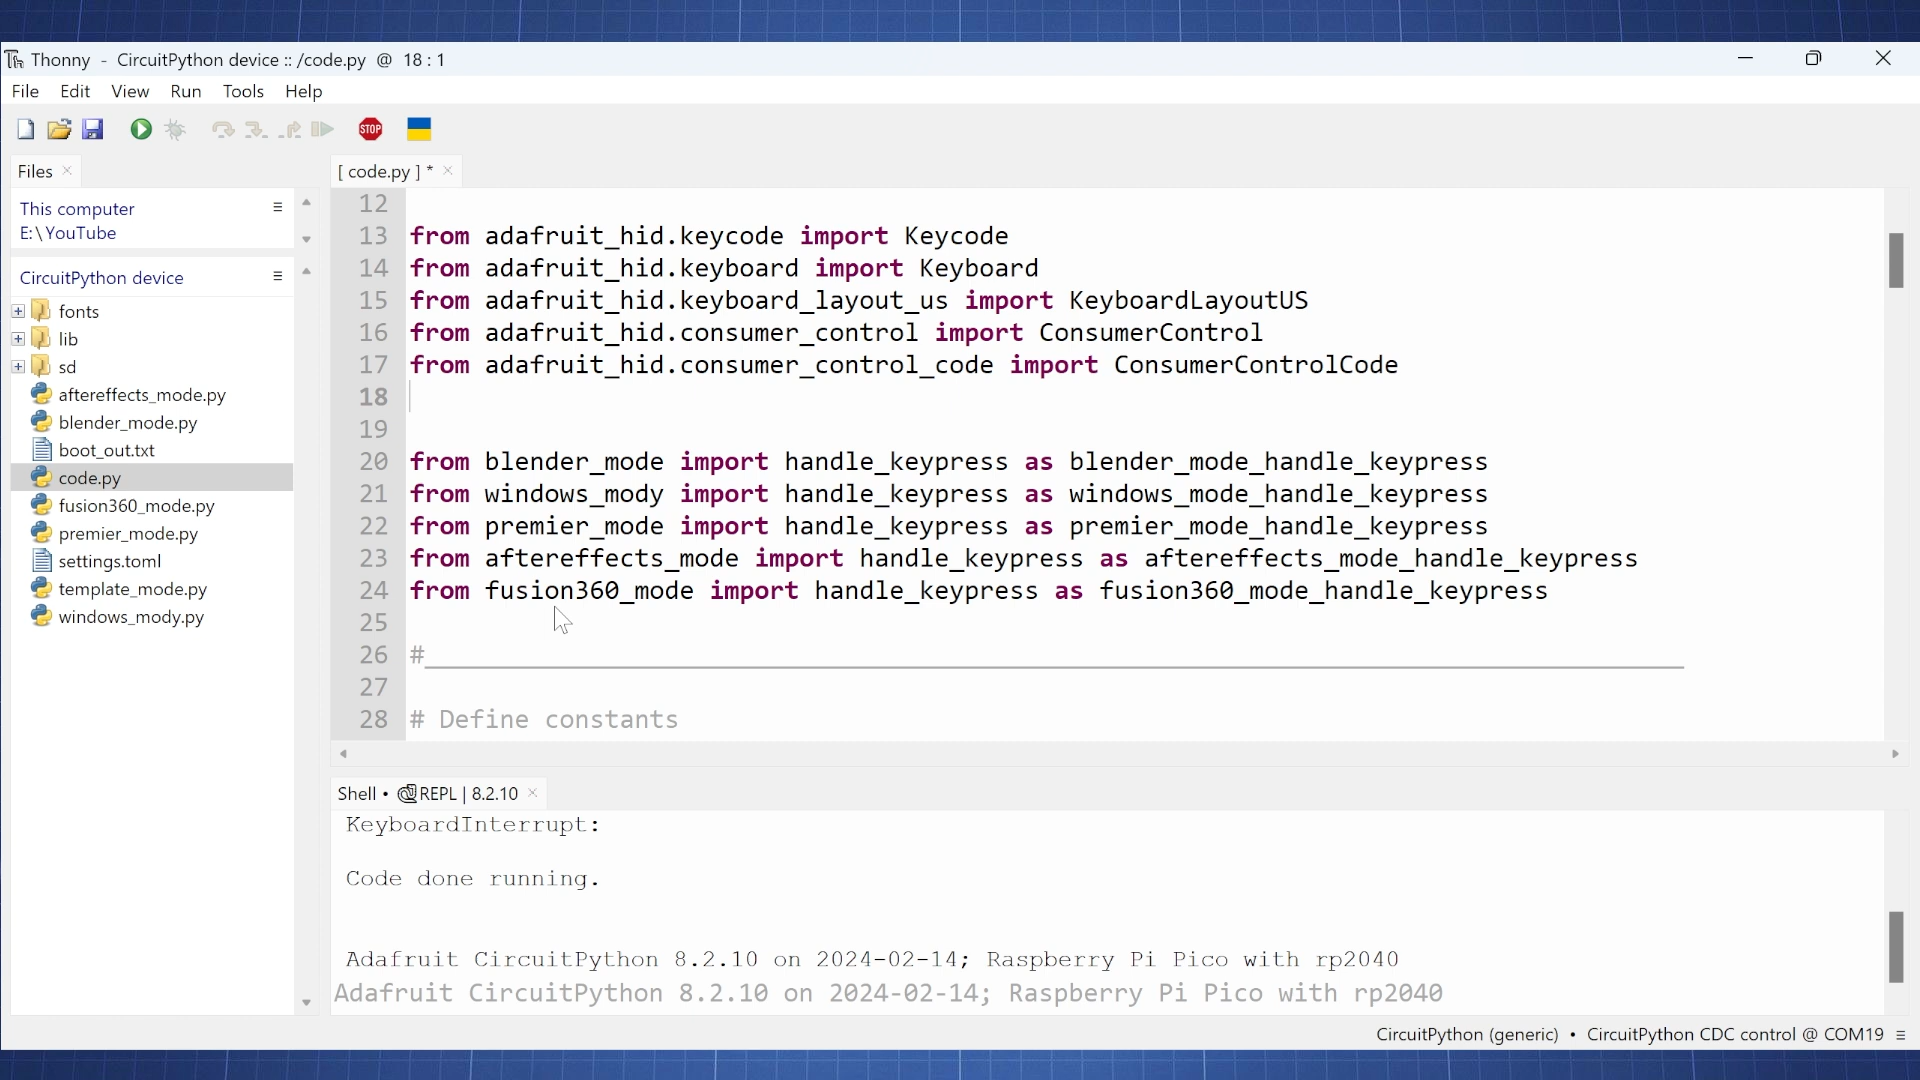 Thonny - CircuitPython device :: /code.py @ 18 : 1
File Edit View Run Tools Help
STOP
Files
[ code.py ] *
This computer
E:\YouTube
CircuitPython device
fonts
lib
sd
aftereffects_mode.py
blender_mode.py
boot_out.txt
code.py
fusion360_mode.py
premier_mode.py
settings.toml
template_mode.py
windows_mody.py
12
13 from adafruit_hid.keycode import Keycode
14 from adafruit_hid.keyboard import Keyboard
15 from adafruit_hid.keyboard_layout_us import KeyboardLayoutUS
16 from adafruit_hid.consumer_control import ConsumerControl
17 from adafruit_hid.consumer_control_code import ConsumerControlCode
18
19
20 from blender_mode import handle_keypress as blender_mode_handle_keypress
21 from windows_mody import handle_keypress as windows_mode_handle_keypress
22 from premier_mode import handle_keypress as premier_mode_handle_keypress
23 from aftereffects_mode import handle_keypress as aftereffects_mode_handle_keypress
24 from fusion360_mode import handle_keypress as fusion360_mode_handle_keypress
25
26 #____________________________________________________________________________________
27
28 # Define constants
Shell • REPL | 8.2.10
KeyboardInterrupt:
Code done running.
Adafruit CircuitPython 8.2.10 on 2024-02-14; Raspberry Pi Pico with rp2040
Adafruit CircuitPython 8.2.10 on 2024-02-14; Raspberry Pi Pico with rp2040
CircuitPython (generic) • CircuitPython CDC control @ COM19